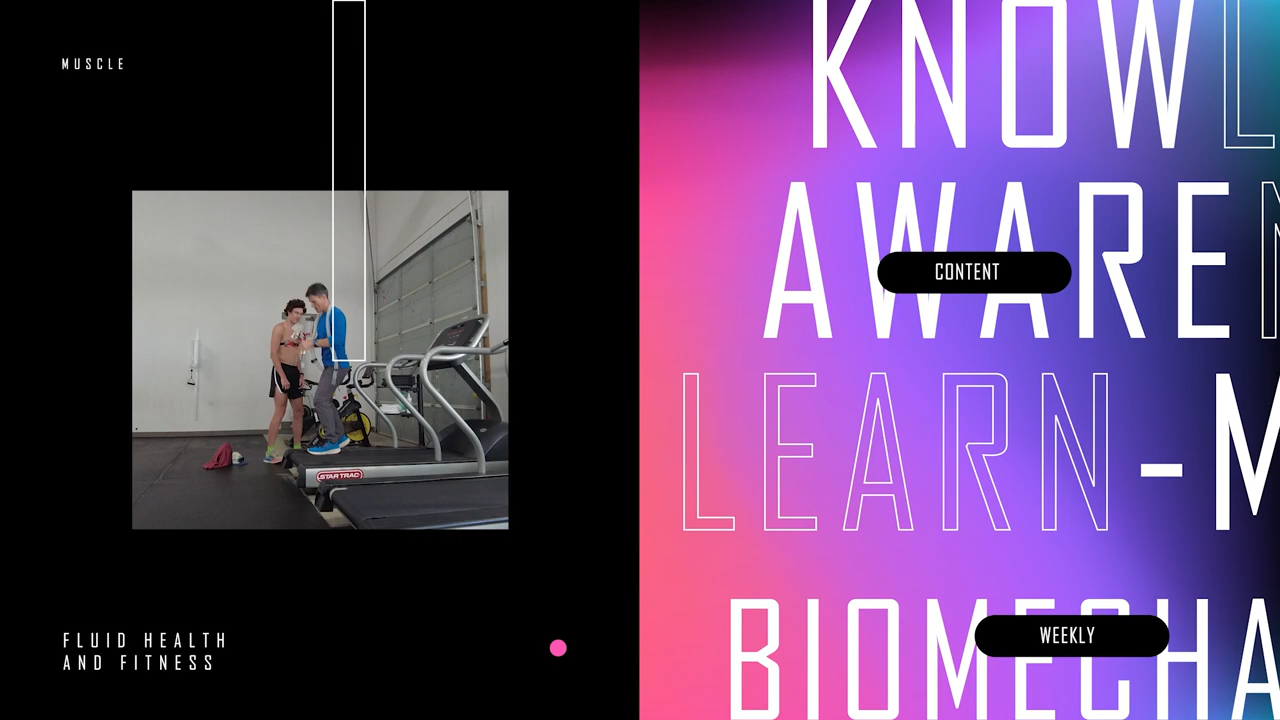 MUSCLE
STAR TRAC
FLUID HEALTH
AND FITNESS
KNOWL
AWAREN
CONTENT
LEARN-M
BIOMECHA
WEEKLY